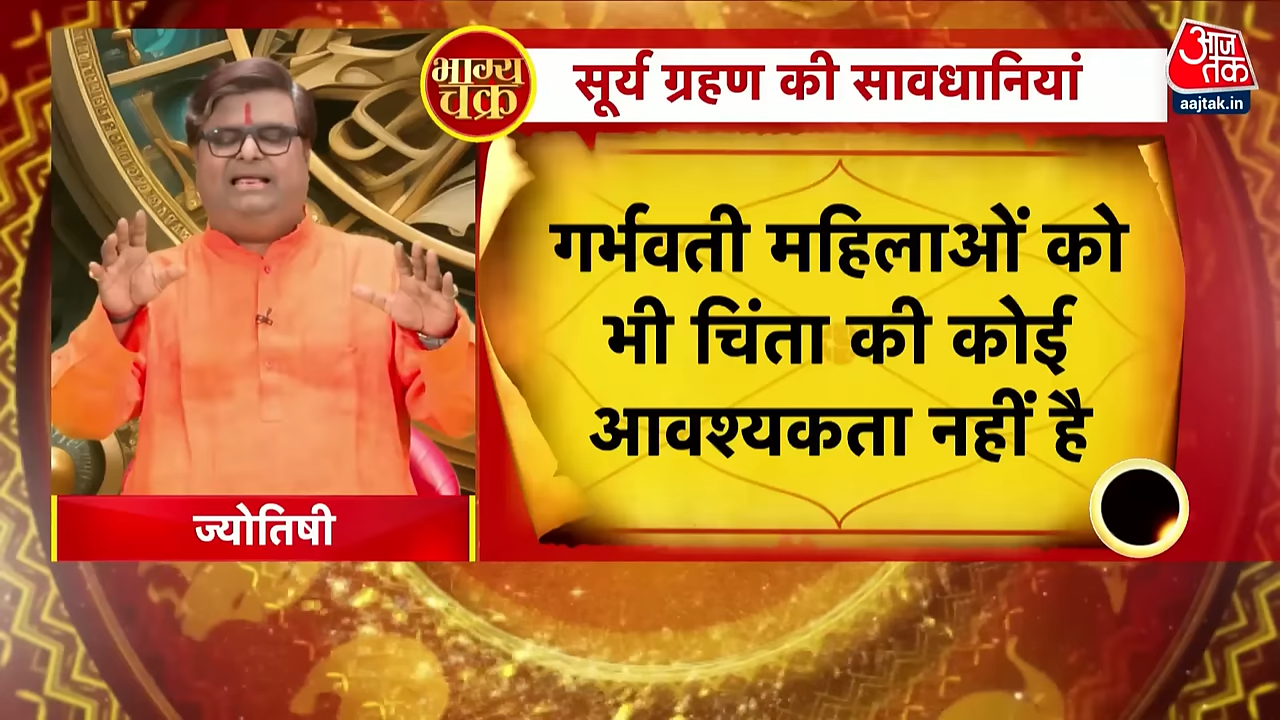 भाग्य
चक्र
सूर्य ग्रहण की सावधानियां
आज
तक
aajtak.in
गर्भवती महिलाओं को
भी चिंता की कोई
आवश्यकता नहीं है
ज्योतिषी